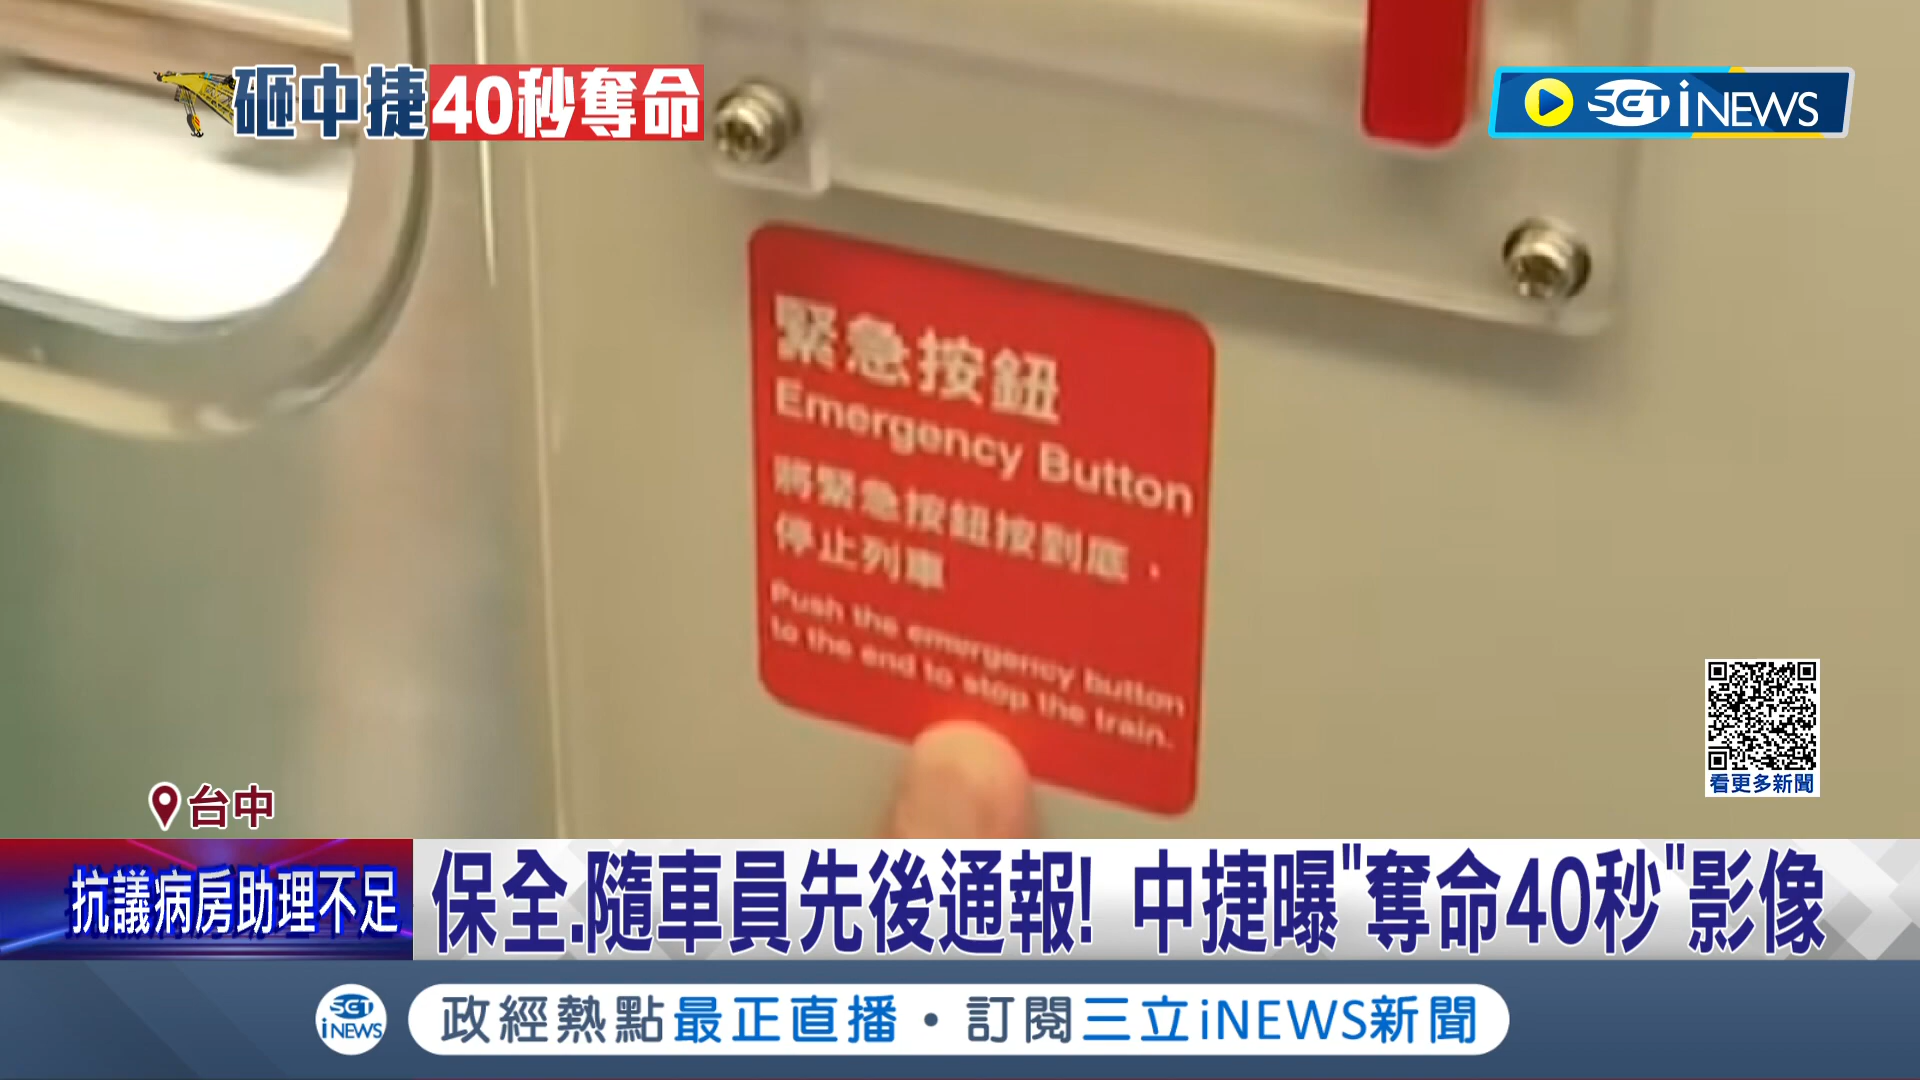 砸中捷40秒奪命
SET iNEWS
緊急按鈕
Emergency Button
將緊急按鈕按到底，
停止列車
Push the emergency button
to the end to stop the train.
看更多新聞
台中
抗議病房助理不足
保全.隨車員先後通報! 中捷曝"奪命40秒"影像
SET iNEWS
政經熱點最正直播・訂閱三立iNEWS新聞